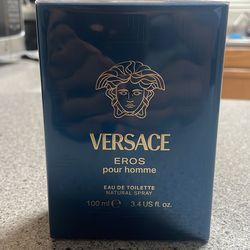 VERSACE
EROS
pour homme
EAU DE TOILETTE
NATURAL SPRAY
100 ml ℮ 3.4 US fl. oz.